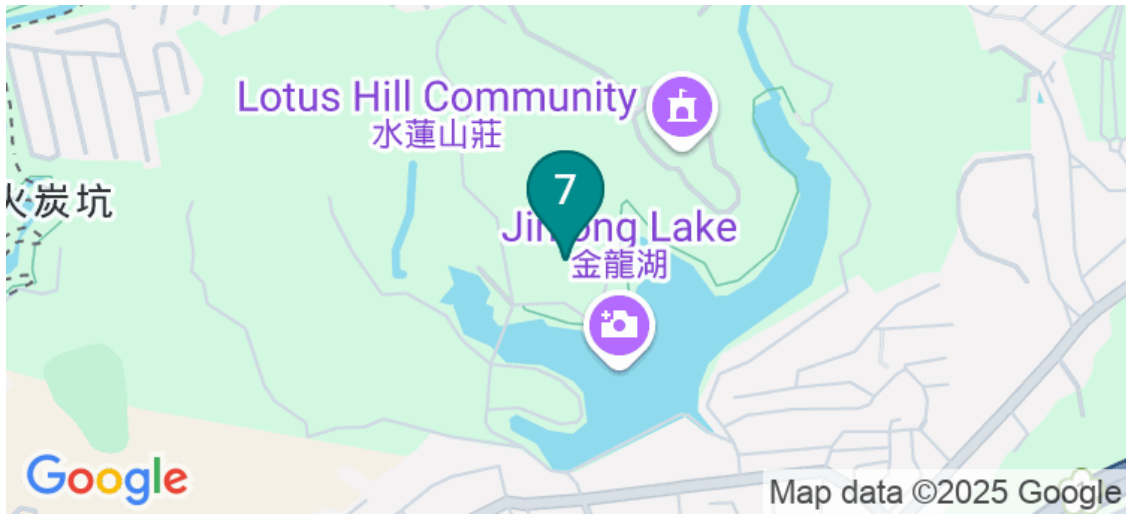 Lotus Hill Community
水蓮山莊
火炭坑
7
Jinlong Lake
金龍湖
Google
Map data ©2025 Google